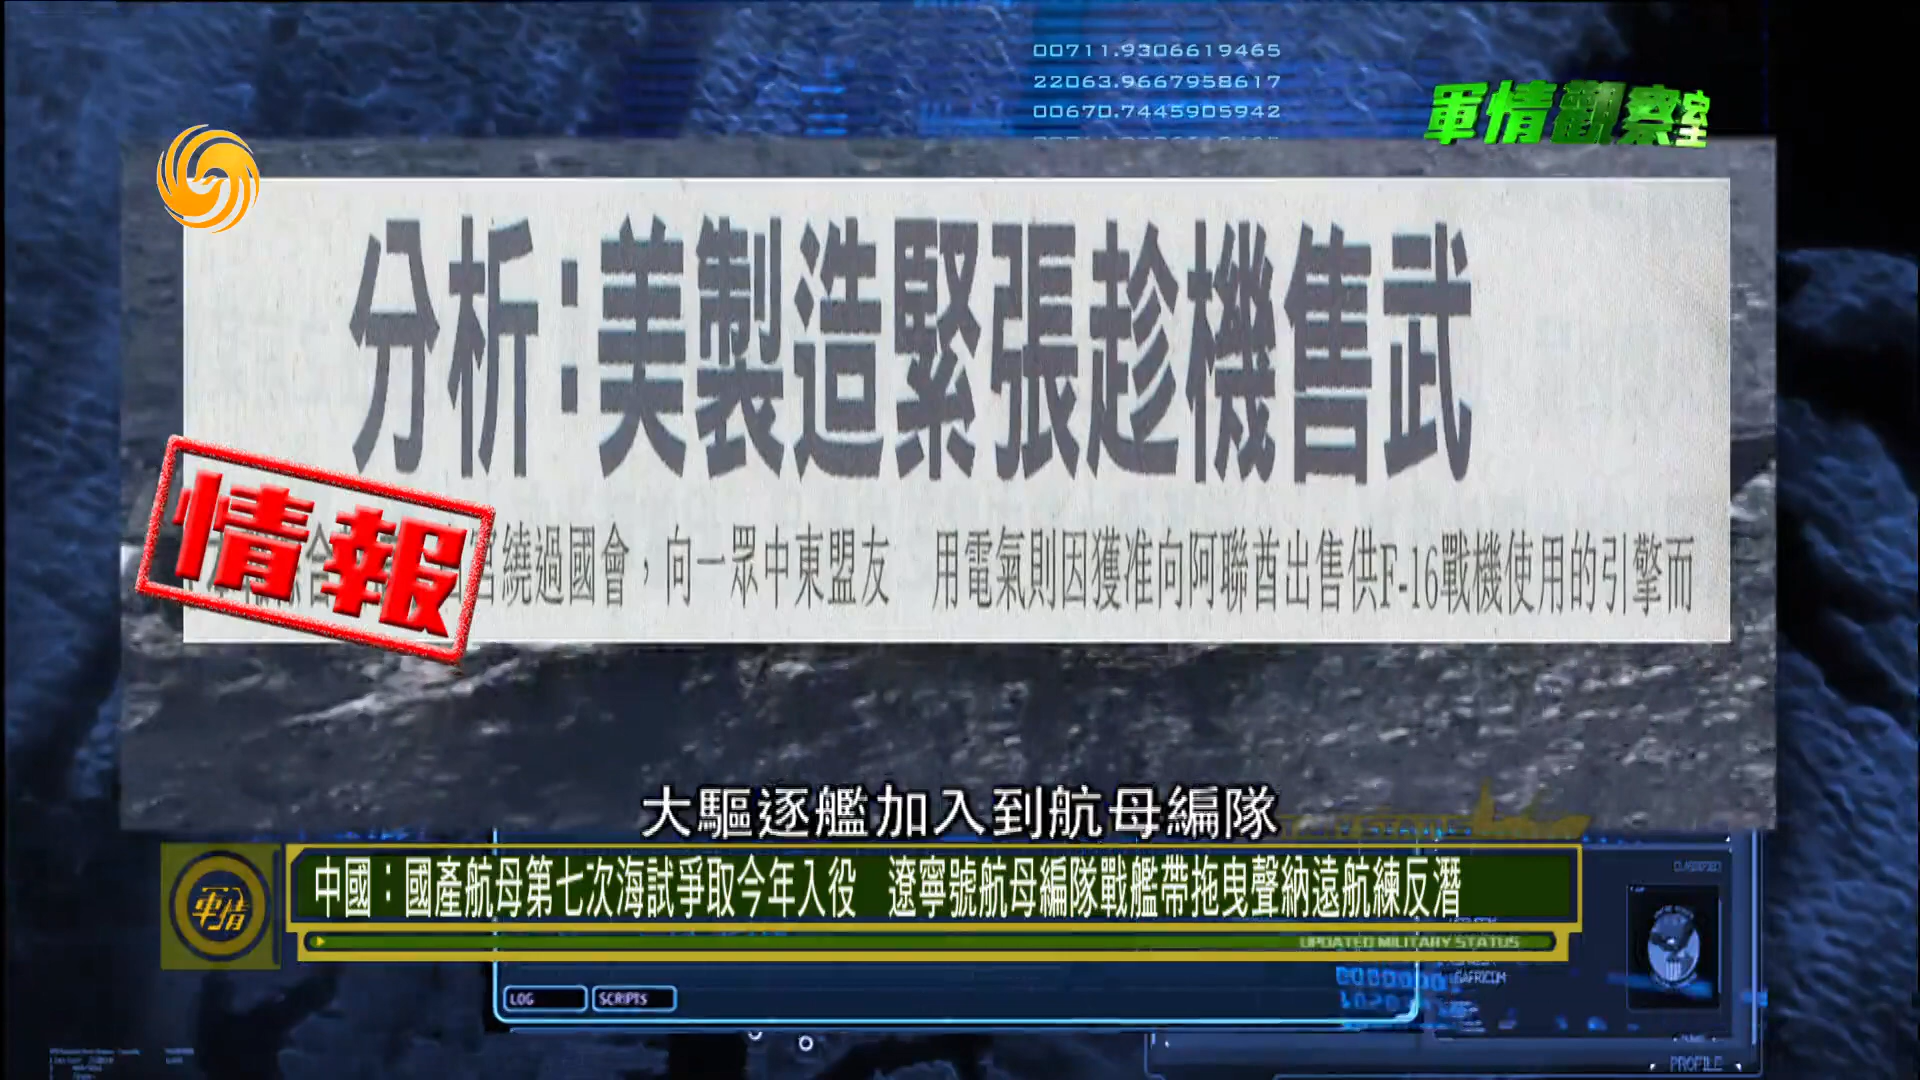 00711.9306619465
22063.9667958617
00670.7445905942
軍情觀察室
分析：美製造緊張趁機售武
情報
名繞過國會，向一眾中東盟友 用電氣則因獲准向阿聯酋出售供F-16戰機使用的引擎而
大驅逐艦加入到航母編隊
軍情
中國：國產航母第七次海試爭取今年入役 遼寧號航母編隊戰艦帶拖曳聲納遠航練反潛
UPDATED MILITARY STATUS
USAFRICOM
LOG
SCRIPTS
PROFILE